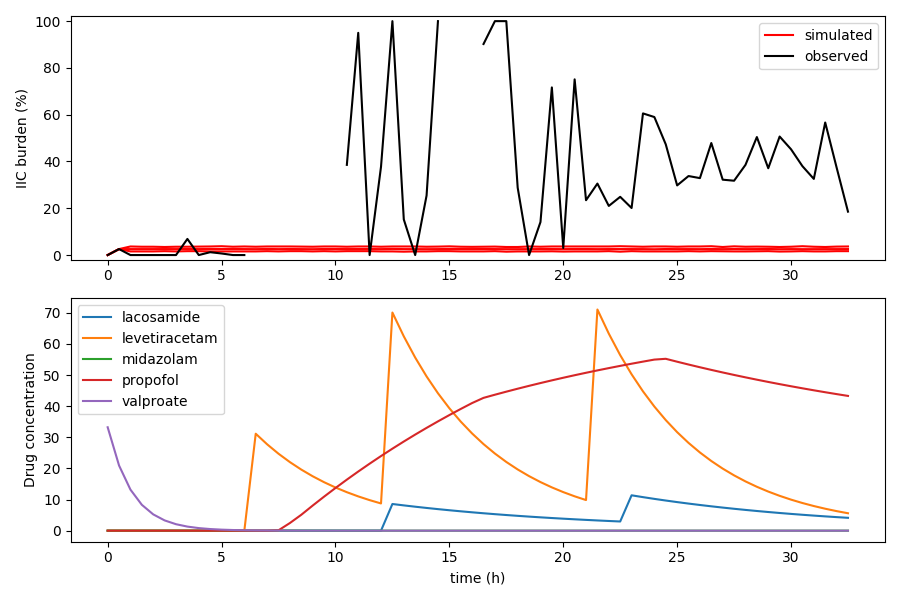 100
80
60
40
20
0
IIC burden (%)
simulated
observed
0 5 10 15 20 25 30
70
60
50
40
30
20
10
0
Drug concentration
lacosamide
levetiracetam
midazolam
propofol
valproate
0 5 10 15 20 25 30
time (h)